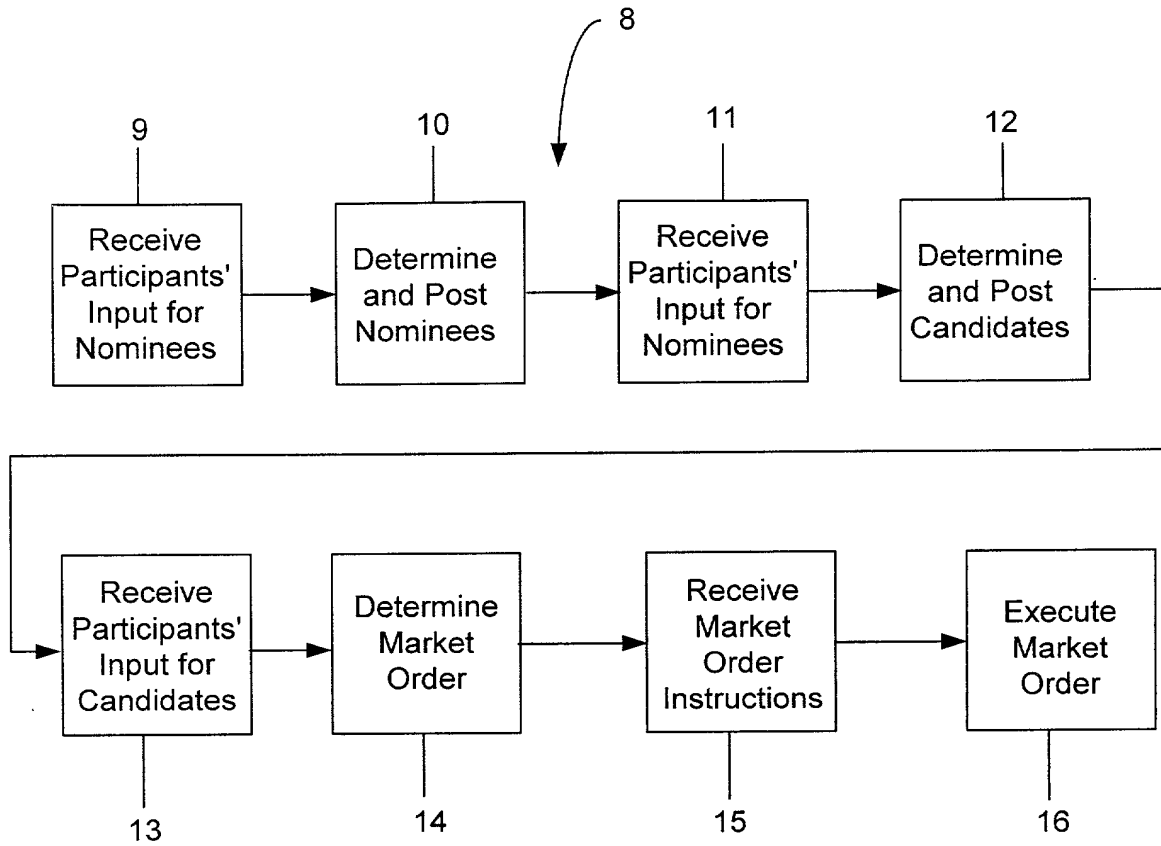 8
9
10
11
12
Receive
Participants'
Input for
Nominees
Determine
and Post
Nominees
Receive
Participants'
Input for
Nominees
Determine
and Post
Candidates
Receive
Participants'
Input for
Candidates
Determine
Market
Order
Receive
Market
Order
Instructions
Execute
Market
Order
13
14
15
16